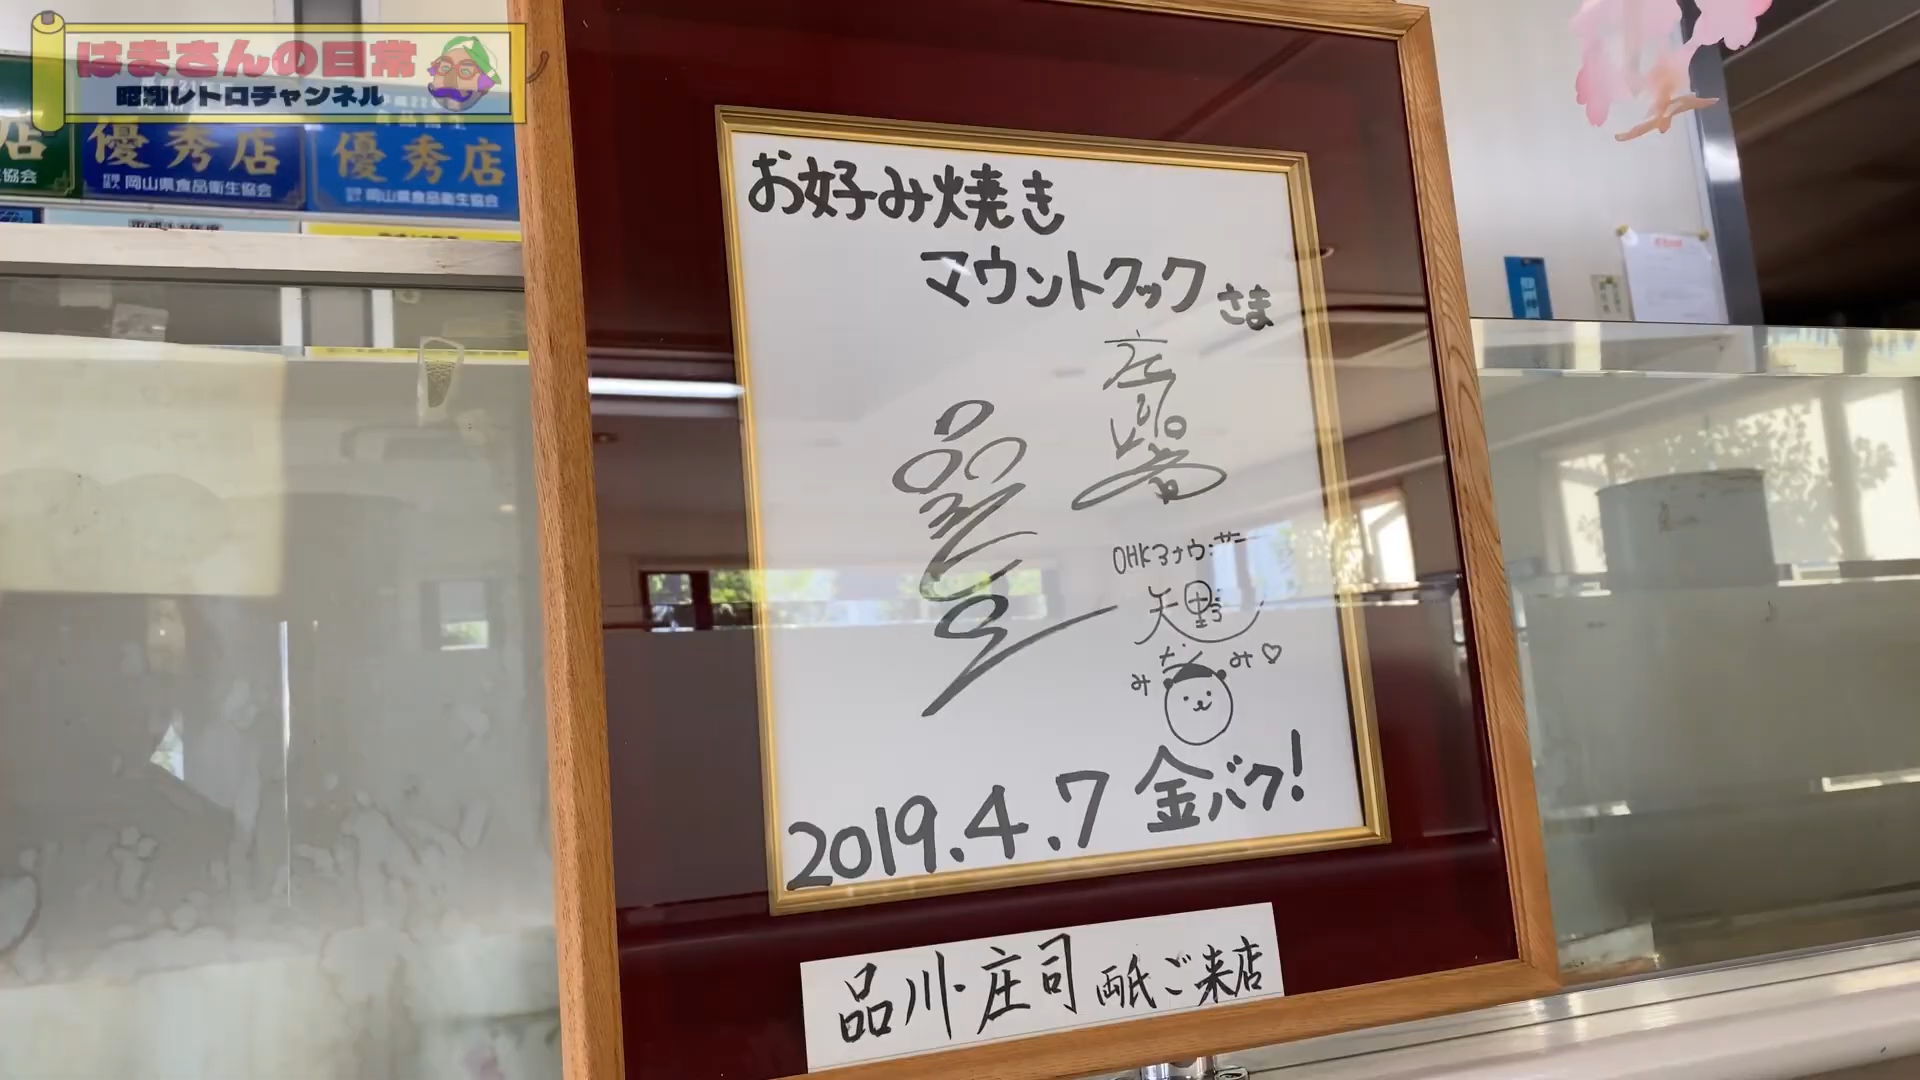 はまさんの日常
昭和レトロチャンネル
店
優秀店
岡山県食品衛生協会
優秀店
岡山県食品衛生協会
お好み焼き
マウントクック さま
OHKアナウンサー
矢野
みなみ♡
2019.4.7 金バク!
品川・庄司 両氏ご来店